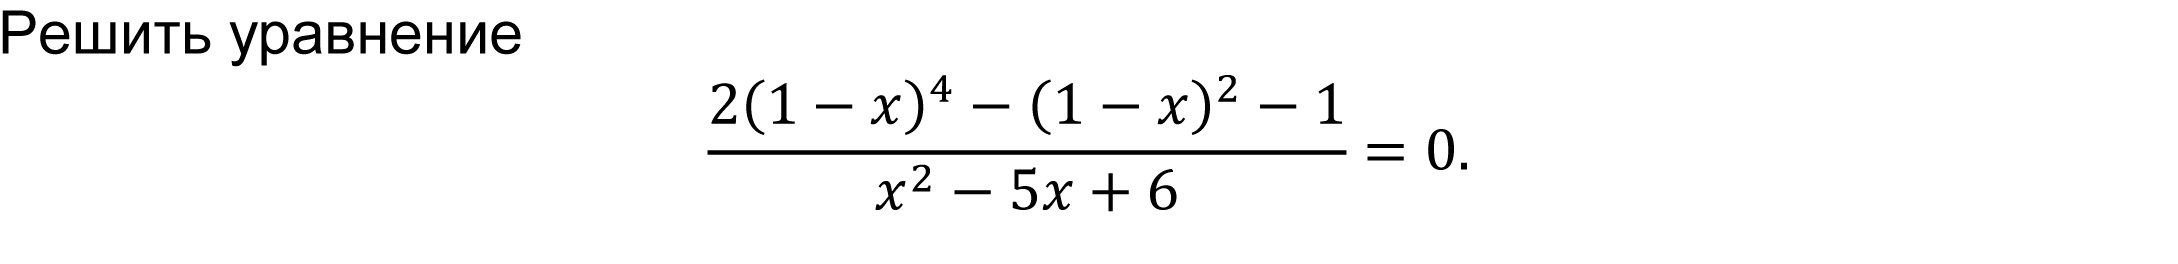 Решить уравнение
2(1 − x)⁴ − (1 − x)² − 1
x² − 5x + 6
= 0.